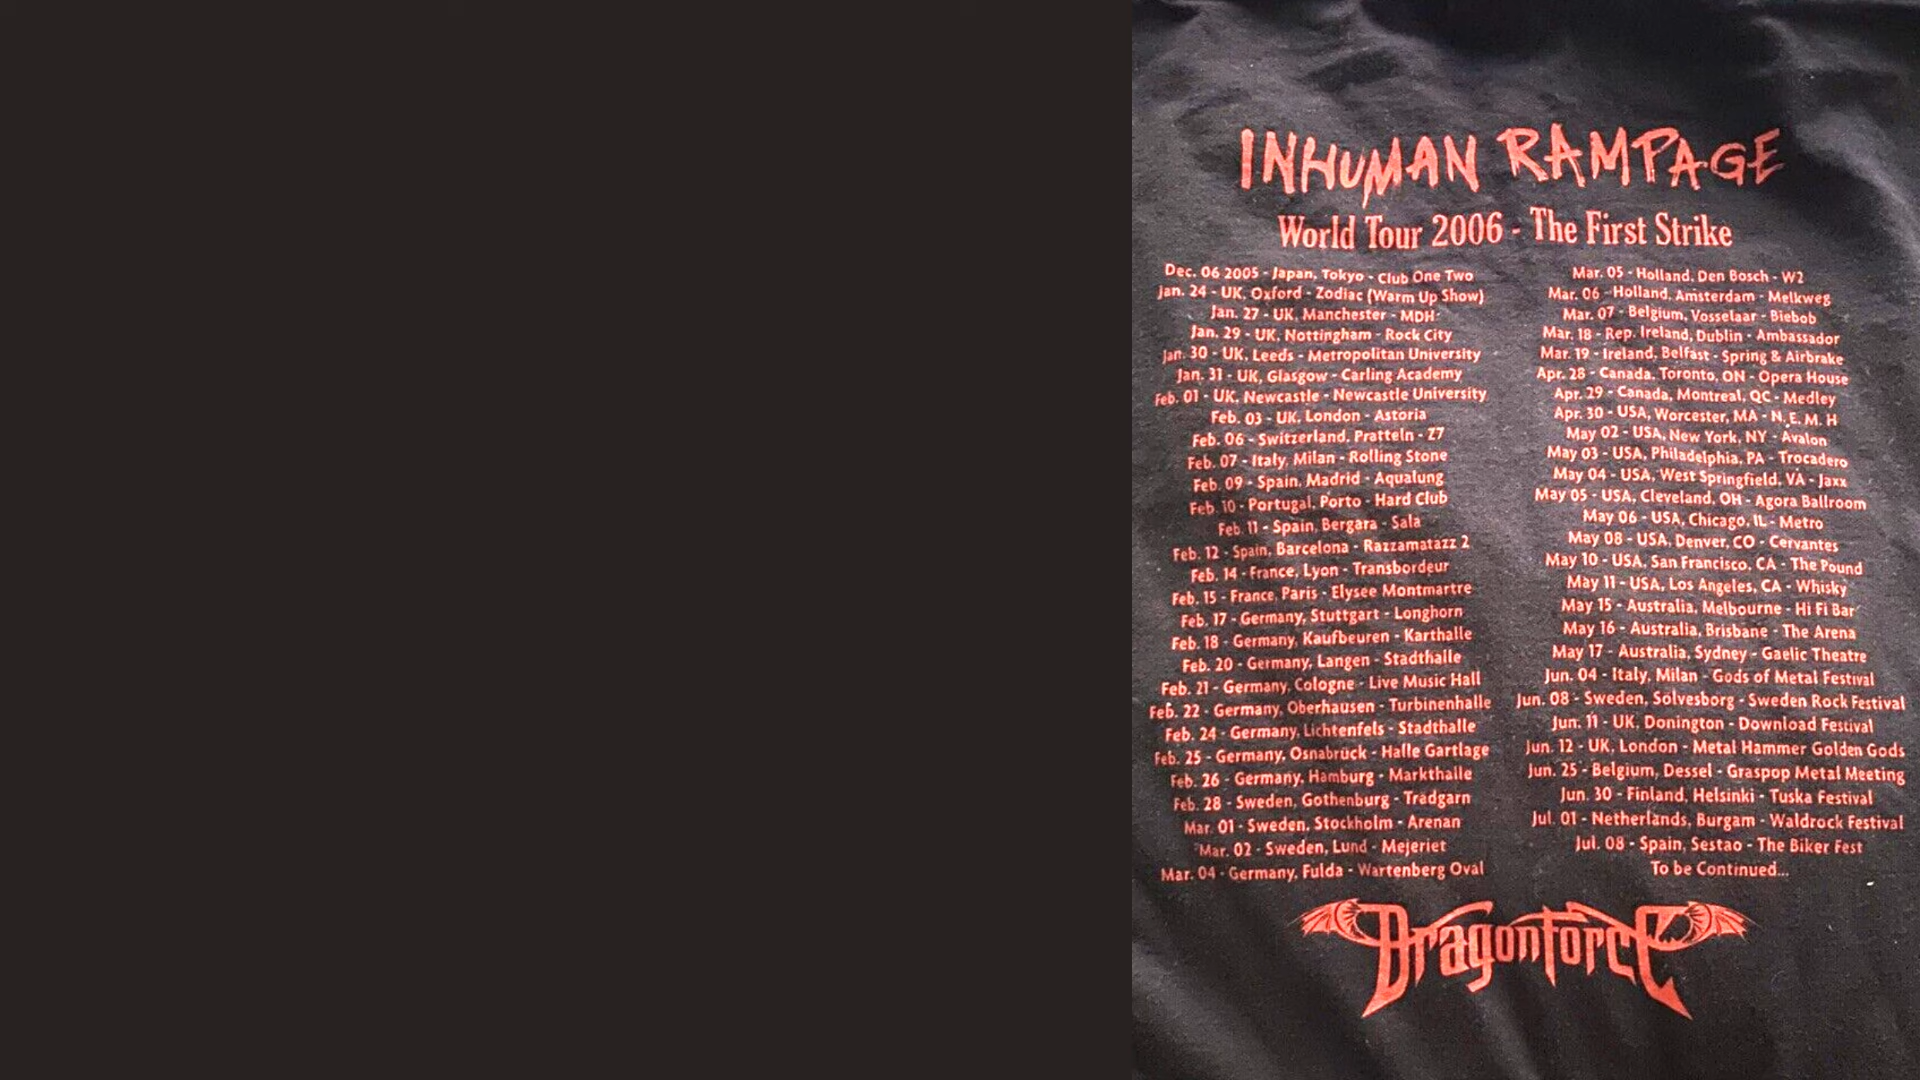 INHUMAN RAMPAGE
World Tour 2006 - The First Strike
Dec. 06 2005 - Japan, Tokyo - Club One Two
Jan. 24 - UK, Oxford - Zodiac (Warm Up Show)
Jan. 27 - UK, Manchester - MDH
Jan. 29 - UK, Nottingham - Rock City
Jan. 30 - UK, Leeds - Metropolitan University
Jan. 31 - UK, Glasgow - Carling Academy
Feb. 01 - UK, Newcastle - Newcastle University
Feb. 03 - UK, London - Astoria
Feb. 06 - Switzerland, Pratteln - Z7
Feb. 07 - Italy, Milan - Rolling Stone
Feb. 09 - Spain, Madrid - Aqualung
Feb. 10 - Portugal, Porto - Hard Club
Feb. 11 - Spain, Bergara - Sala
Feb. 12 - Spain, Barcelona - Razzamatazz 2
Feb. 14 - France, Lyon - Transbordeur
Feb. 15 - France, Paris - Elysee Montmartre
Feb. 17 - Germany, Stuttgart - Longhorn
Feb. 18 - Germany, Kaufbeuren - Karthalle
Feb. 20 - Germany, Langen - Stadthalle
Feb. 21 - Germany, Cologne - Live Music Hall
Feb. 22 - Germany, Oberhausen - Turbinenhalle
Feb. 24 - Germany, Lichtenfels - Stadthalle
Feb. 25 - Germany, Osnabrück - Halle Gartlage
Feb. 26 - Germany, Hamburg - Markthalle
Feb. 28 - Sweden, Gothenburg - Trädgarn
Mar. 01 - Sweden, Stockholm - Arenan
Mar. 02 - Sweden, Lund - Mejeriet
Mar. 04 - Germany, Fulda - Wartenberg Oval
Mar. 05 - Holland, Den Bosch - W2
Mar. 06 - Holland, Amsterdam - Melkweg
Mar. 07 - Belgium, Vosselaar - Biebob
Mar. 18 - Rep. Ireland, Dublin - Ambassador
Mar. 19 - Ireland, Belfast - Spring & Airbrake
Apr. 28 - Canada, Toronto, ON - Opera House
Apr. 29 - Canada, Montreal, QC - Medley
Apr. 30 - USA, Worcester, MA - N.E.M.H
May 02 - USA, New York, NY - Avalon
May 03 - USA, Philadelphia, PA - Trocadero
May 04 - USA, West Springfield, VA - Jaxx
May 05 - USA, Cleveland, OH - Agora Ballroom
May 06 - USA, Chicago, IL - Metro
May 08 - USA, Denver, CO - Cervantes
May 10 - USA, San Francisco, CA - The Pound
May 11 - USA, Los Angeles, CA - Whisky
May 15 - Australia, Melbourne - Hi Fi Bar
May 16 - Australia, Brisbane - The Arena
May 17 - Australia, Sydney - Gaelic Theatre
Jun. 04 - Italy, Milan - Gods of Metal Festival
Jun. 08 - Sweden, Sölvesborg - Sweden Rock Festival
Jun. 11 - UK, Donington - Download Festival
Jun. 12 - UK, London - Metal Hammer Golden Gods
Jun. 25 - Belgium, Dessel - Graspop Metal Meeting
Jun. 30 - Finland, Helsinki - Tuska Festival
Jul. 01 - Netherlands, Burgam - Waldrock Festival
Jul. 08 - Spain, Sestao - The Biker Fest
To be Continued...
Dragonforce